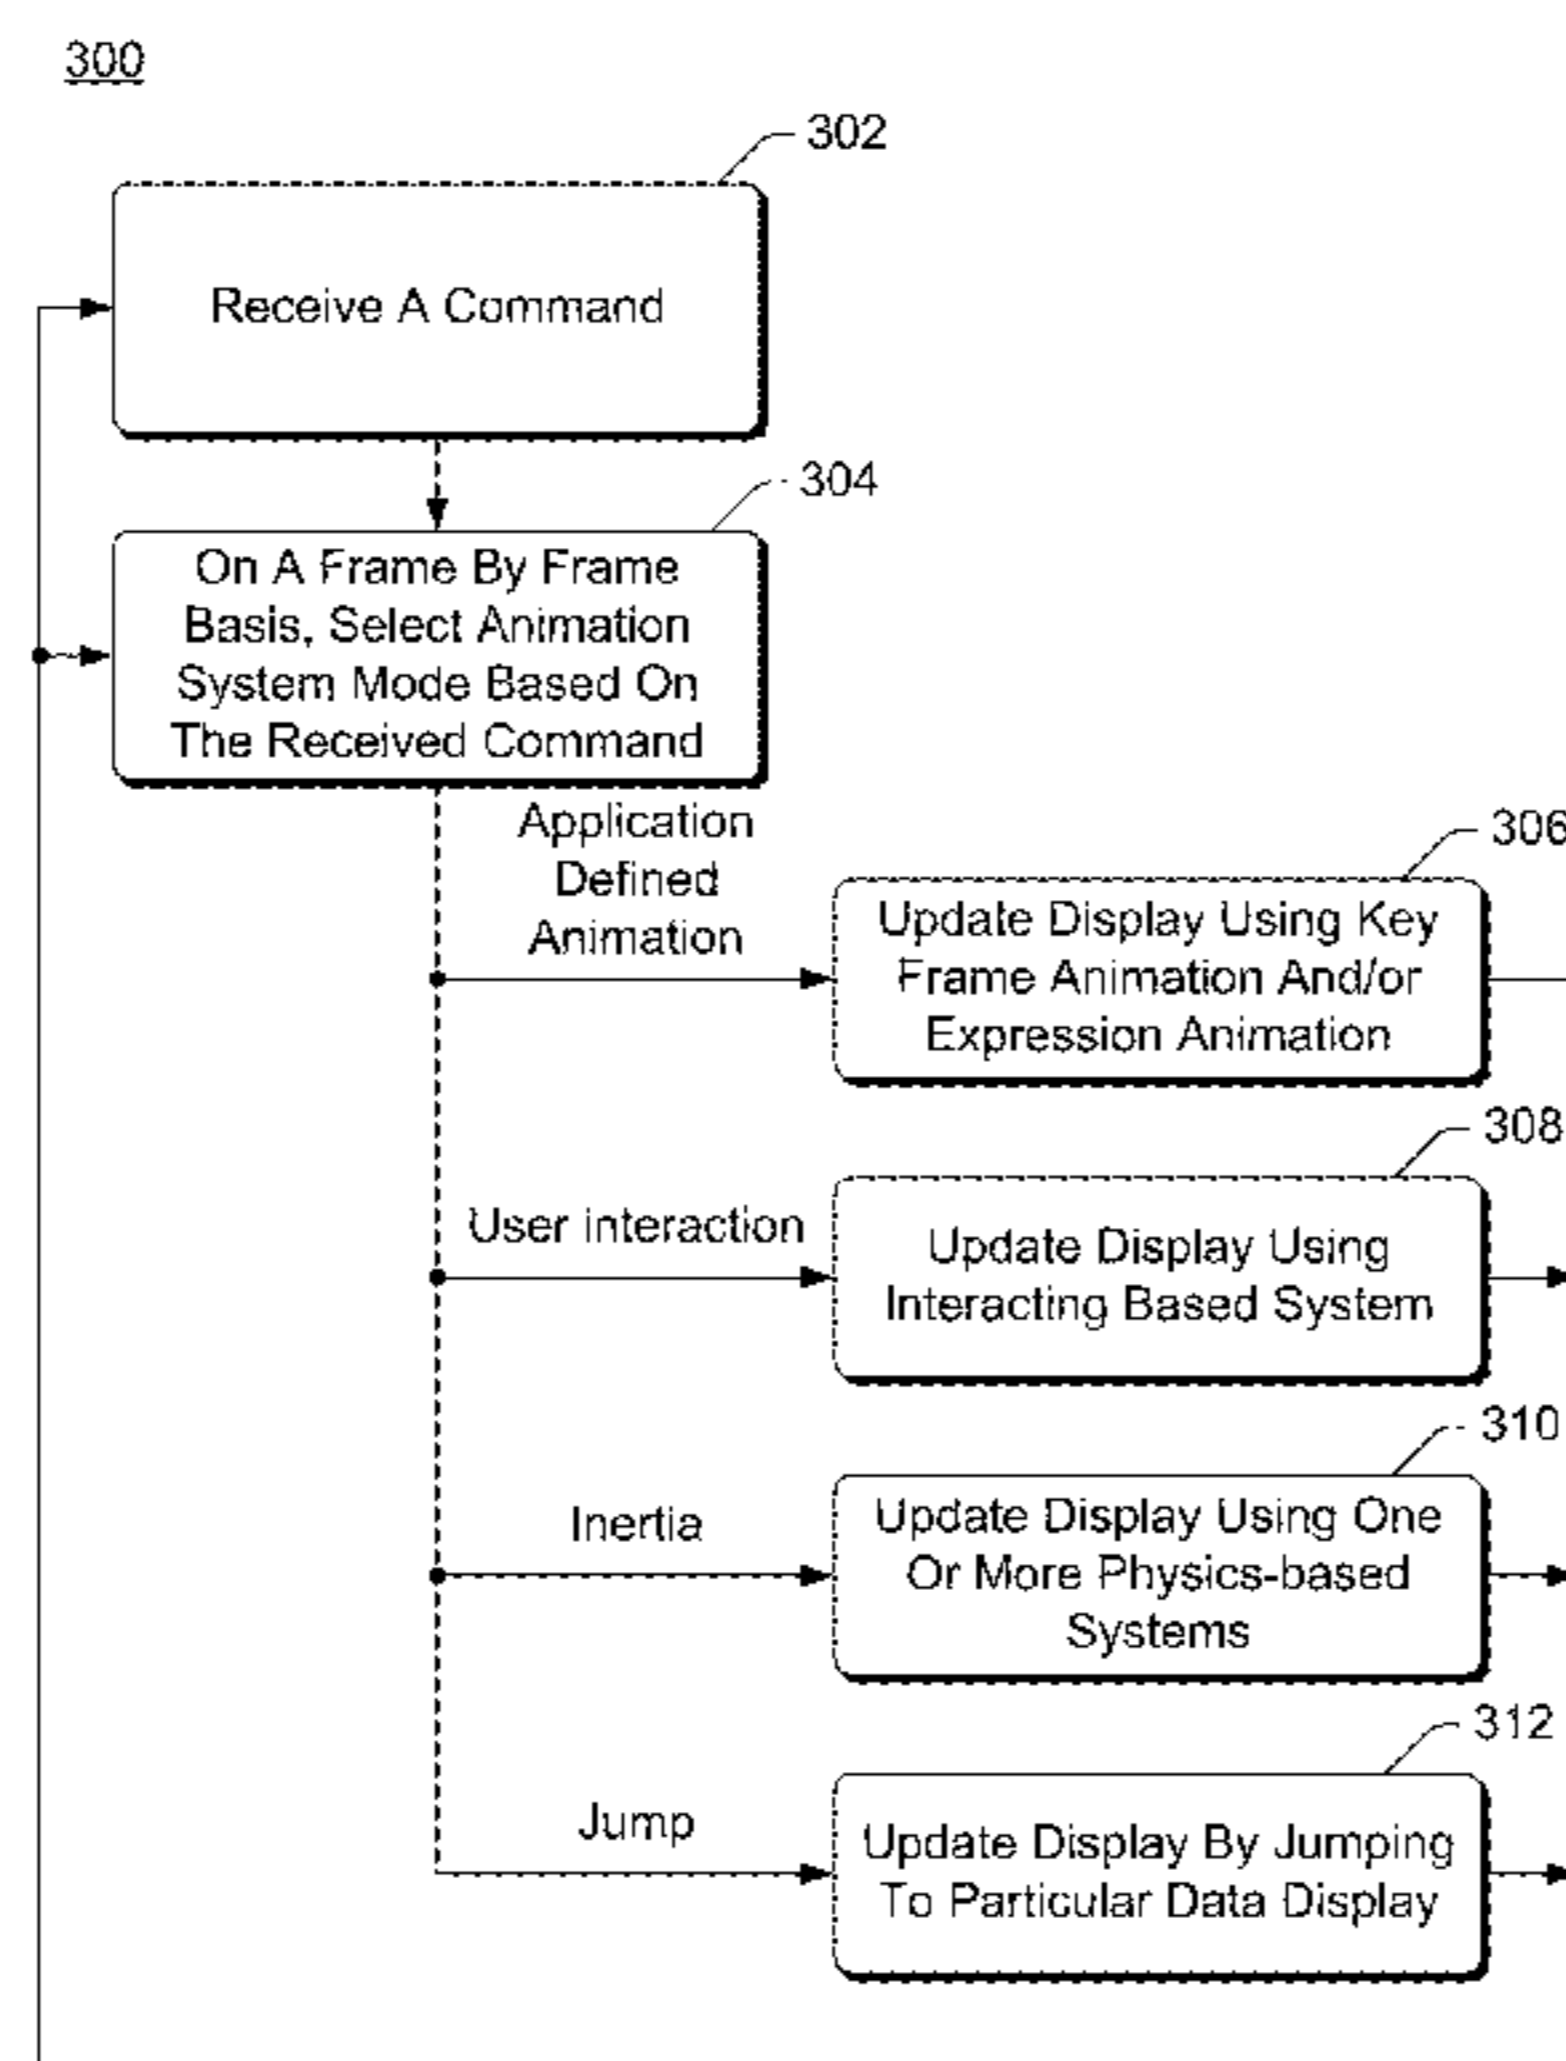 300
302
Receive A Command
304
On A Frame By Frame
Basis, Select Animation
System Mode Based On
The Received Command
Application
Defined
Animation
306
Update Display Using Key
Frame Animation And/or
Expression Animation
308
User interaction
Update Display Using
Interacting Based System
310
Inertia
Update Display Using One
Or More Physics-based
Systems
312
Jump
Update Display By Jumping
To Particular Data Display